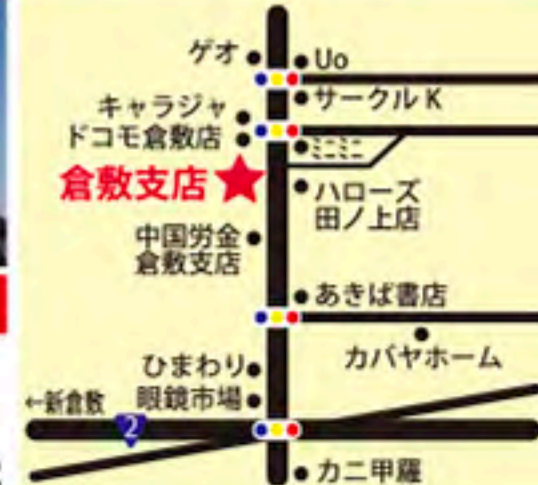 ゲオ
Uo
サークルK
キャラジャ
ドコモ倉敷店
ミニミニ
倉敷支店
ハローズ
田ノ上店
中国労金
倉敷支店
あきば書店
カバヤホーム
ひまわり
眼鏡市場
←新倉敷
2
カニ甲羅